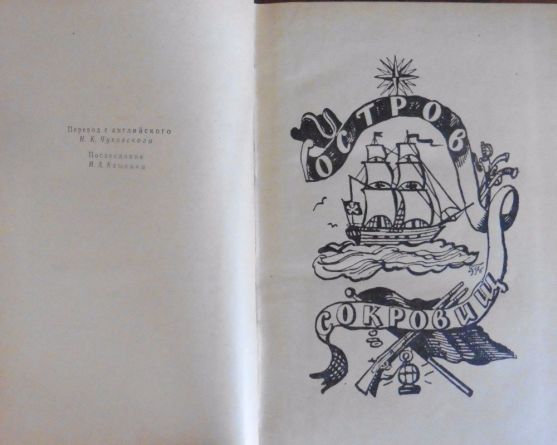 Перевод с английского
Н. К. Чуковского
Послесловие
И. А. Кашкина
ОСТРОВ
СОКРОВИЩ